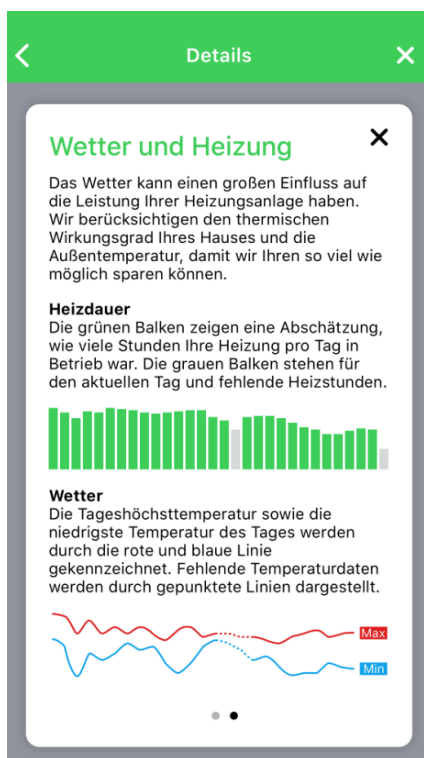 Details
Wetter und Heizung
Das Wetter kann einen großen Einfluss auf
die Leistung Ihrer Heizungsanlage haben.
Wir berücksichtigen den thermischen
Wirkungsgrad Ihres Hauses und die
Außentemperatur, damit wir Ihren so viel wie
möglich sparen können.
Heizdauer
Die grünen Balken zeigen eine Abschätzung,
wie viele Stunden Ihre Heizung pro Tag in
Betrieb war. Die grauen Balken stehen für
den aktuellen Tag und fehlende Heizstunden.
Wetter
Die Tageshöchsttemperatur sowie die
niedrigste Temperatur des Tages werden
durch die rote und blaue Linie
gekennzeichnet. Fehlende Temperaturdaten
werden durch gepunktete Linien dargestellt.
Max
Min